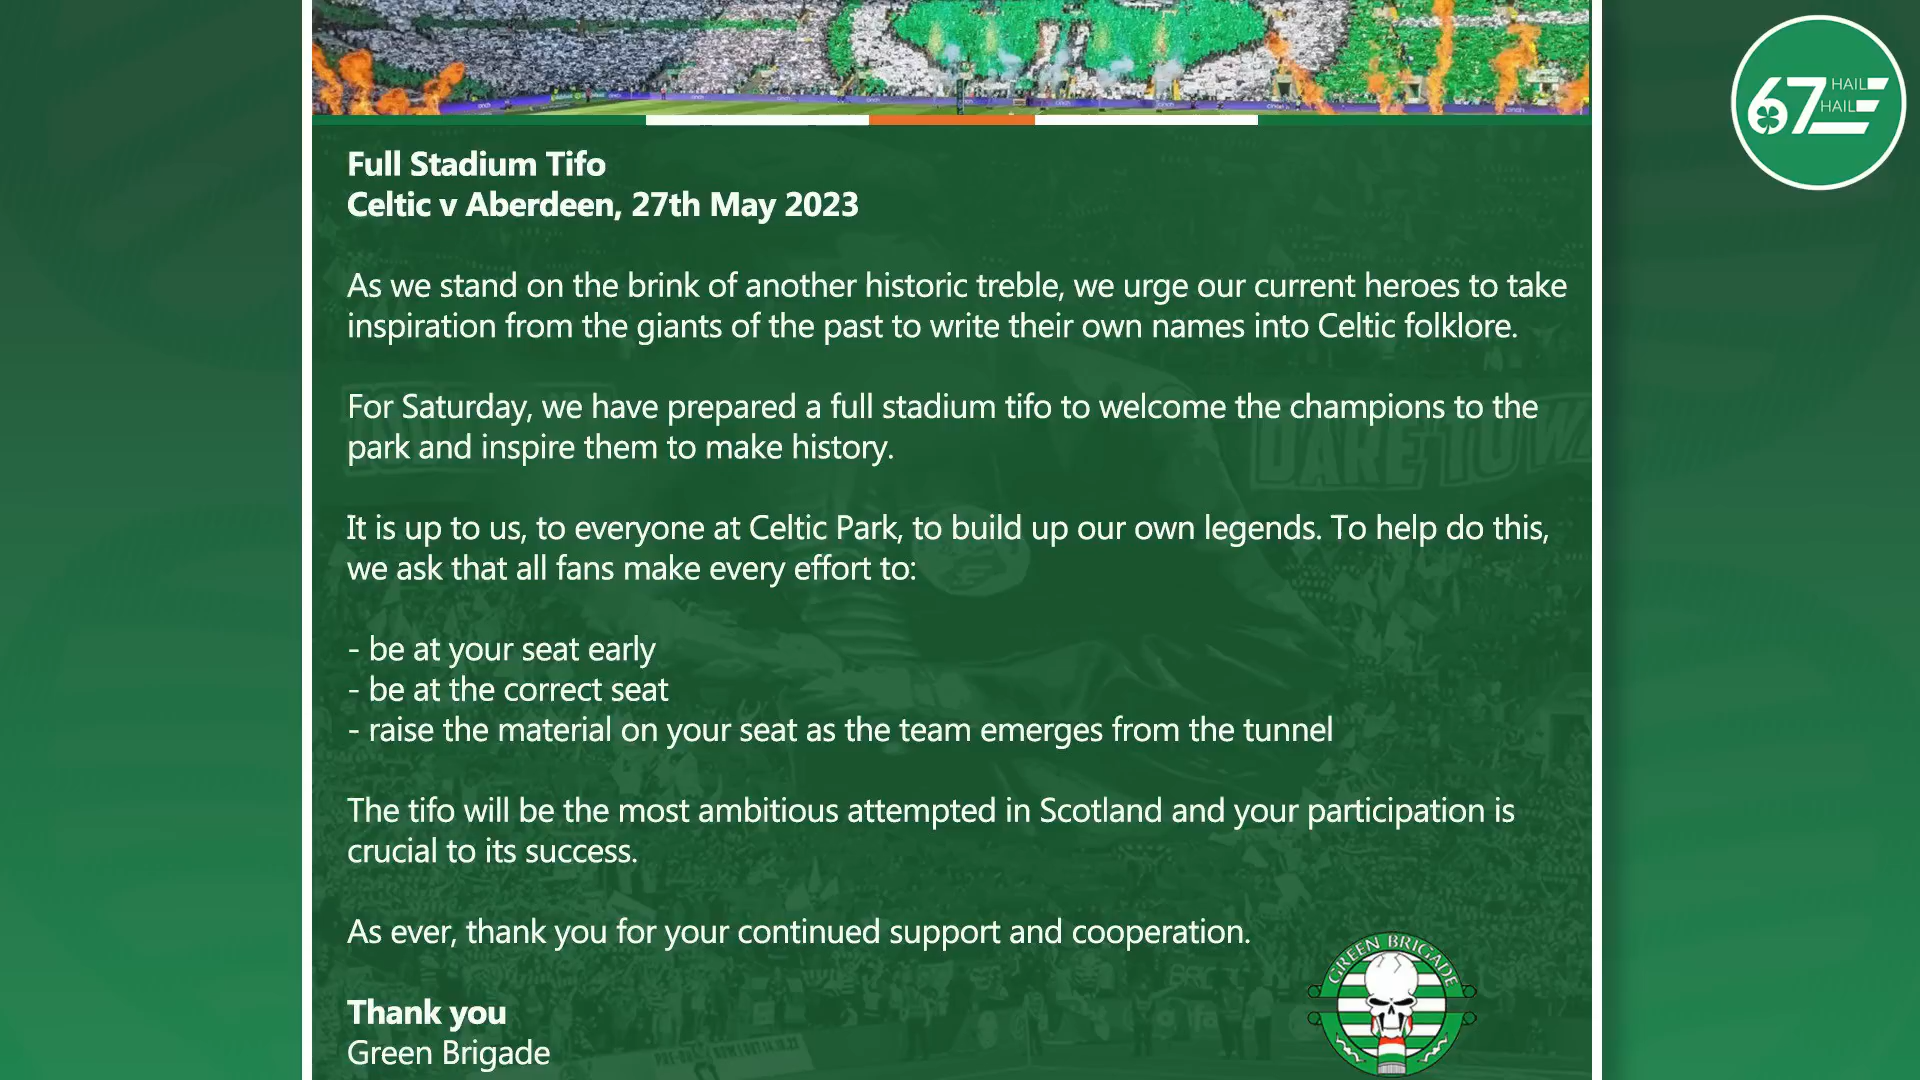 67 HAIL HAIL
Full Stadium Tifo
Celtic v Aberdeen, 27th May 2023
As we stand on the brink of another historic treble, we urge our current heroes to take
inspiration from the giants of the past to write their own names into Celtic folklore.
For Saturday, we have prepared a full stadium tifo to welcome the champions to the
park and inspire them to make history.
DARE TO
It is up to us, to everyone at Celtic Park, to build up our own legends. To help do this,
we ask that all fans make every effort to:
- be at your seat early
- be at the correct seat
- raise the material on your seat as the team emerges from the tunnel
The tifo will be the most ambitious attempted in Scotland and your participation is
crucial to its success.
As ever, thank you for your continued support and cooperation.
GREEN BRIGADE
Thank you
Green Brigade